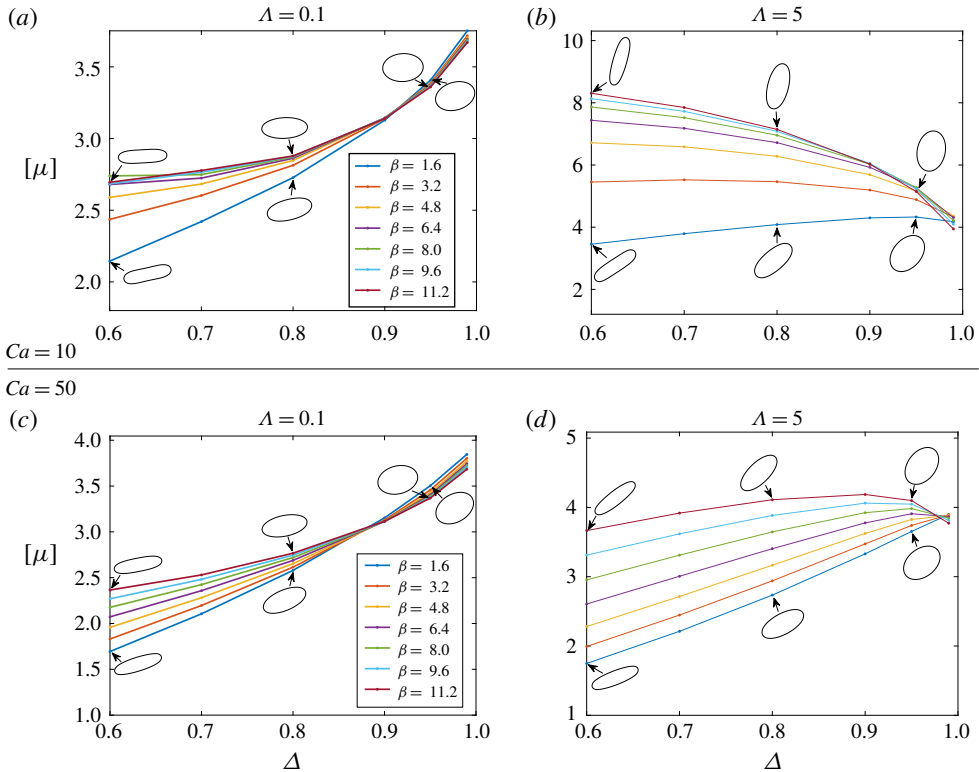 (a) Λ = 0.1
3.5
3.0
[μ]
2.5
2.0
0.6 0.7 0.8 0.9 1.0
β = 1.6
β = 3.2
β = 4.8
β = 6.4
β = 8.0
β = 9.6
β = 11.2
(b) Λ = 5
10
8
6
4
2
0.6 0.7 0.8 0.9 1.0
Ca = 10
Ca = 50
(c) Λ = 0.1
4.0
3.5
3.0
[μ]
2.5
2.0
1.5
1.0
0.6 0.7 0.8 0.9 1.0
Δ
β = 1.6
β = 3.2
β = 4.8
β = 6.4
β = 8.0
β = 9.6
β = 11.2
(d) Λ = 5
5
4
3
2
1
0.6 0.7 0.8 0.9 1.0
Δ